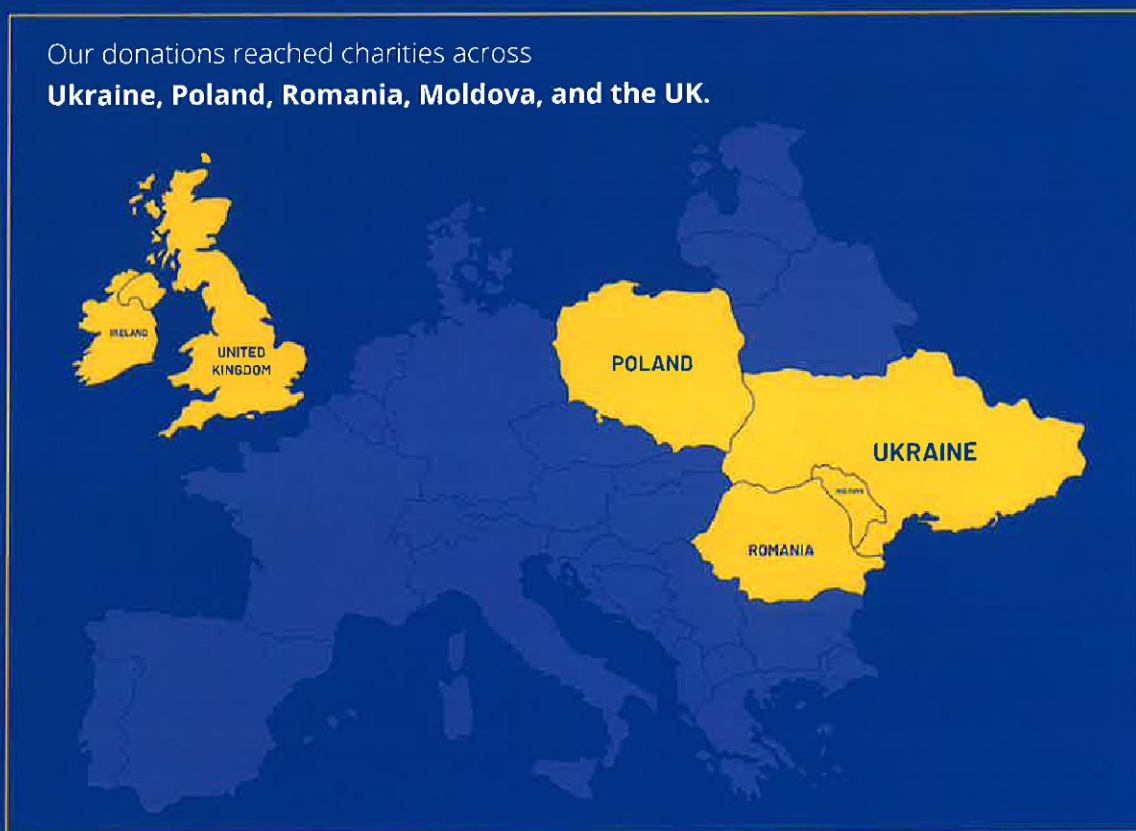 Our donations reached charities across
Ukraine, Poland, Romania, Moldova, and the UK.
IRELAND
UNITED
KINGDOM
POLAND
UKRAINE
ROMANIA